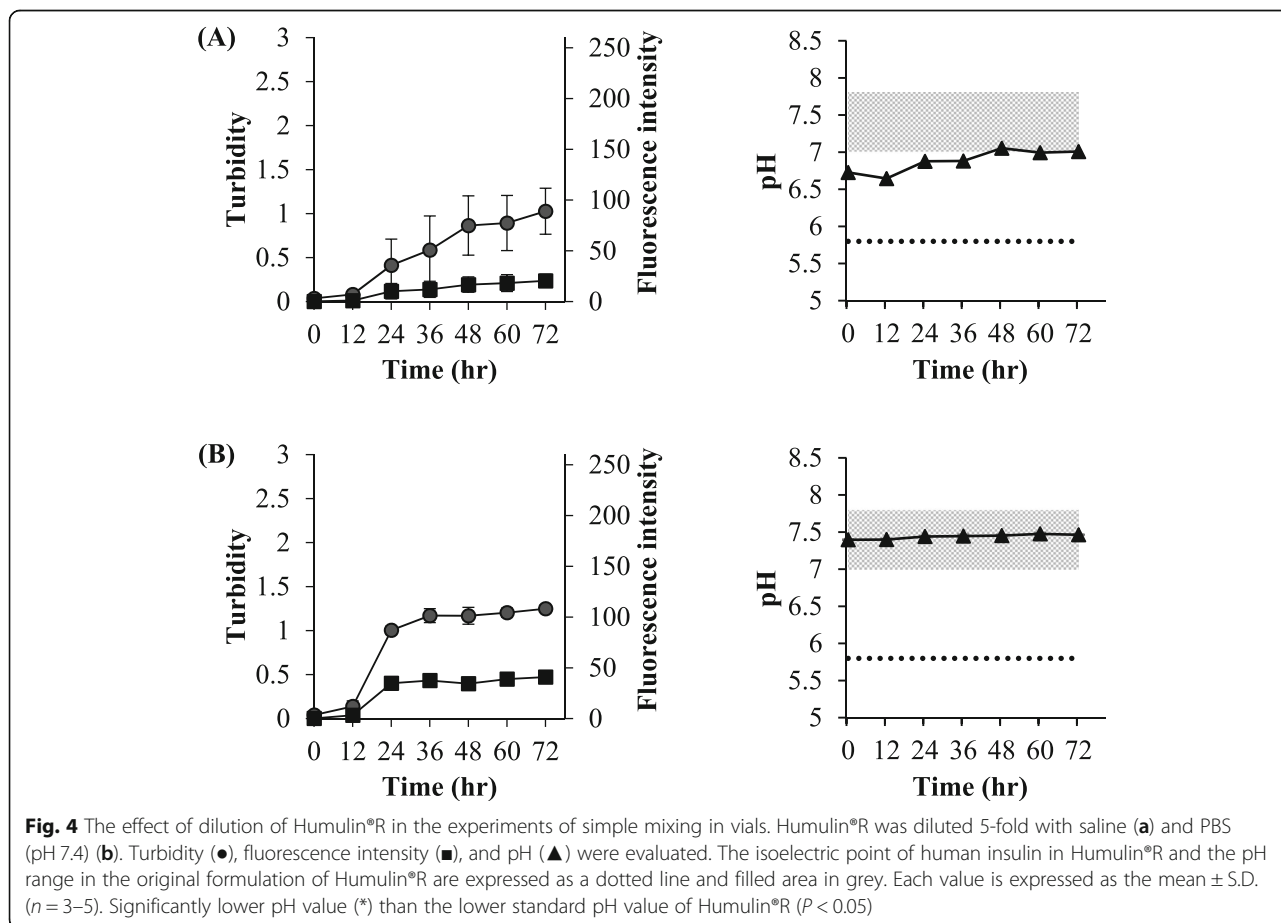 (A)
3
2.5
2
1.5
1
0.5
0
Turbidity
250
200
150
100
50
0
Fluorescence intensity
0 12 24 36 48 60 72
Time (hr)
8.5
8
7.5
7
6.5
6
5.5
5
pH
0 12 24 36 48 60 72
Time (hr)
(B)
3
2.5
2
1.5
1
0.5
0
Turbidity
250
200
150
100
50
0
Fluorescence intensity
0 12 24 36 48 60 72
Time (hr)
8.5
8
7.5
7
6.5
6
5.5
5
pH
0 12 24 36 48 60 72
Time (hr)
Fig. 4 The effect of dilution of Humulin®R in the experiments of simple mixing in vials. Humulin®R was diluted 5-fold with saline (a) and PBS
(pH 7.4) (b). Turbidity (●), fluorescence intensity (■), and pH (▲) were evaluated. The isoelectric point of human insulin in Humulin®R and the pH
range in the original formulation of Humulin®R are expressed as a dotted line and filled area in grey. Each value is expressed as the mean ± S.D.
(n = 3–5). Significantly lower pH value (*) than the lower standard pH value of Humulin®R (P < 0.05)